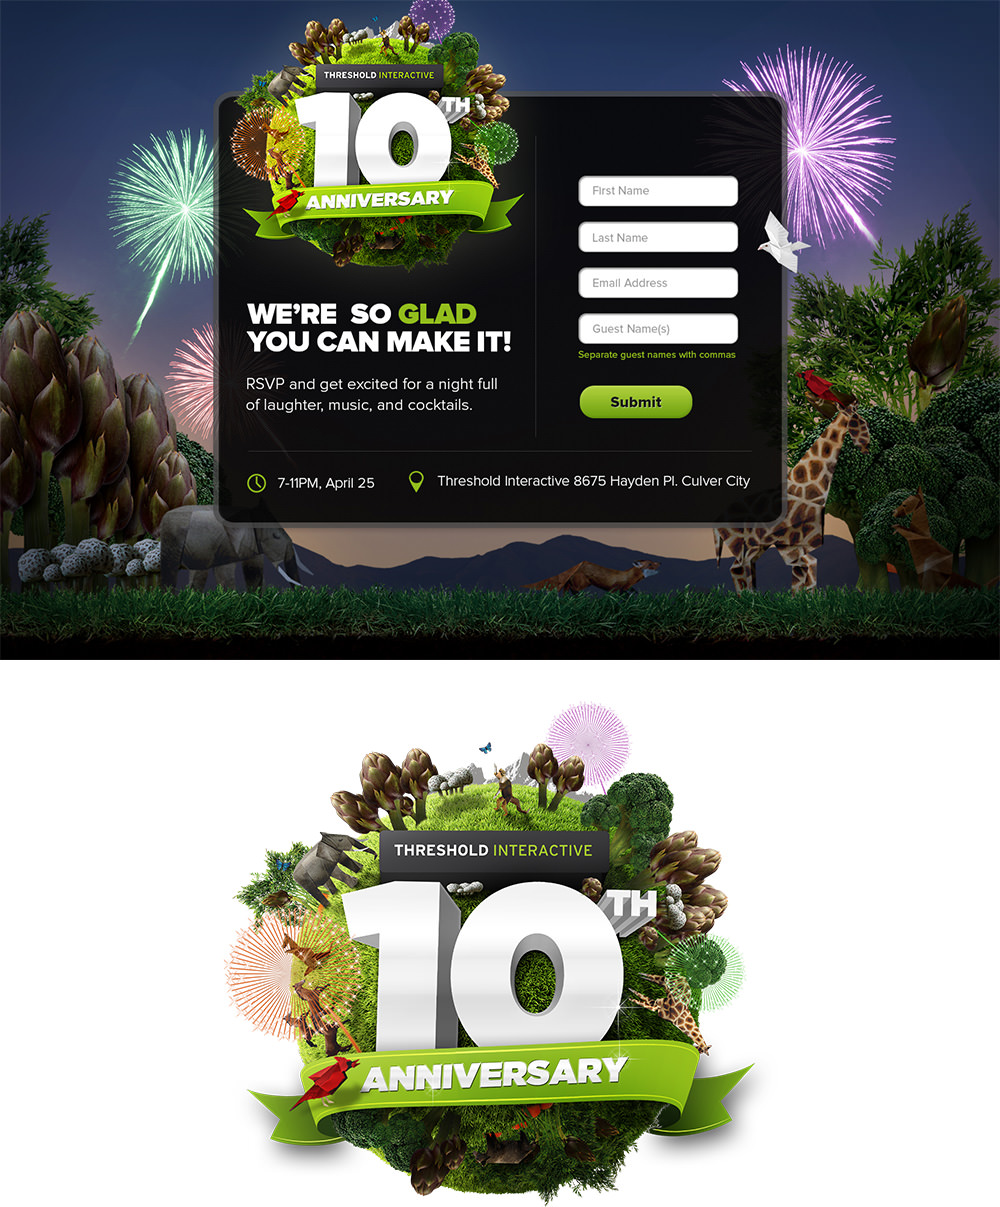 THRESHOLD INTERACTIVE
10TH
ANNIVERSARY
WE'RE SO GLAD
YOU CAN MAKE IT!
RSVP and get excited for a night full
of laughter, music, and cocktails.
First Name
Last Name
Email Address
Guest Name(s)
Separate guest names with commas
Submit
7-11PM, April 25
Threshold Interactive 8675 Hayden Pl. Culver City
THRESHOLD INTERACTIVE
10TH
ANNIVERSARY